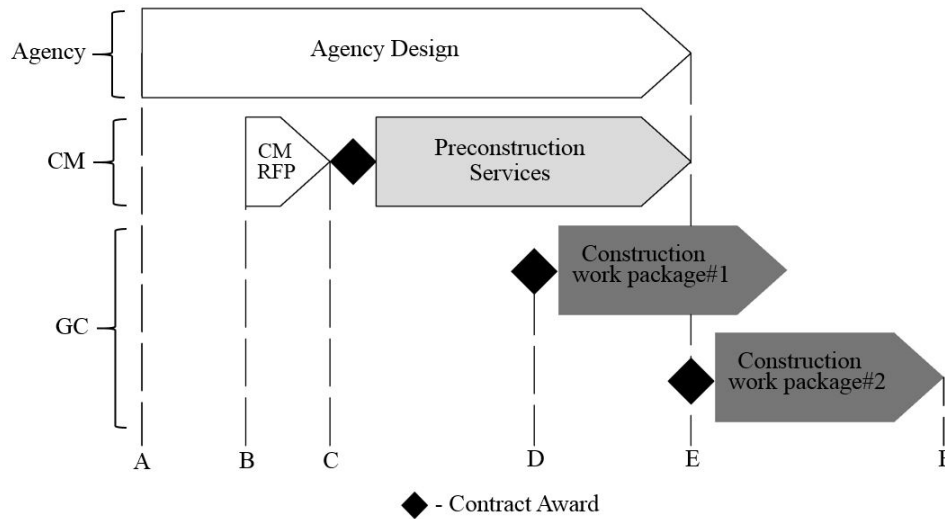 Agency
Agency Design
CM
CM
RFP
Preconstruction
Services
GC
Construction
work package#1
Construction
work package#2
A
B
C
D
E
F
- Contract Award